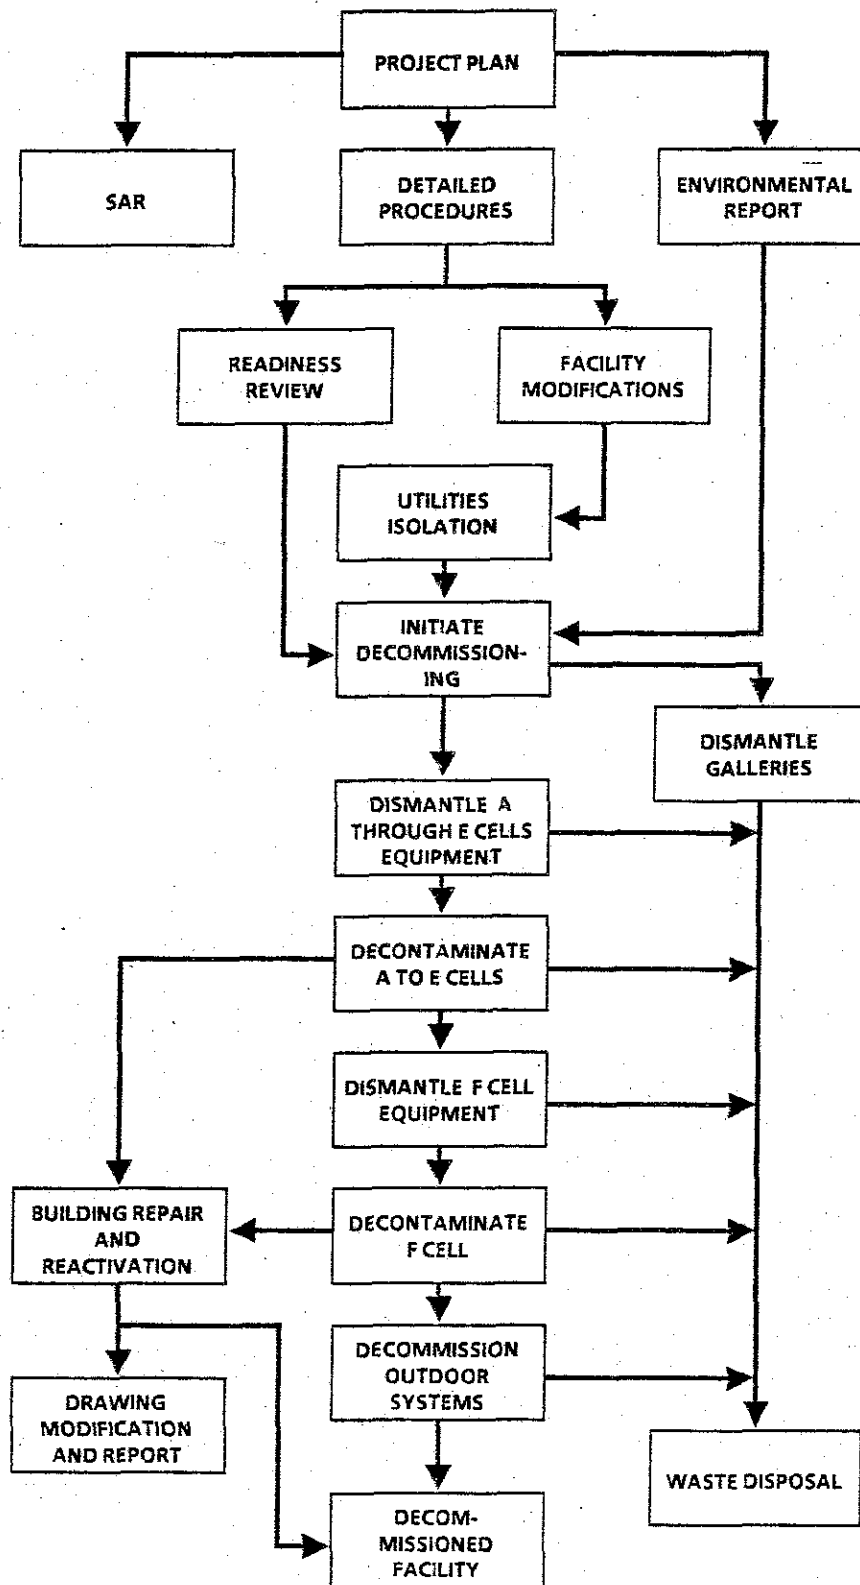 PROJECT PLAN
SAR
DETAILED
PROCEDURES
ENVIRONMENTAL
REPORT
READINESS
REVIEW
FACILITY
MODIFICATIONS
UTILITIES
ISOLATION
INITIATE
DECOMMISSION-
ING
DISMANTLE
GALLERIES
DISMANTLE A
THROUGH E CELLS
EQUIPMENT
DECONTAMINATE
A TO E CELLS
DISMANTLE F CELL
EQUIPMENT
BUILDING REPAIR
AND
REACTIVATION
DECONTAMINATE
F CELL
DECOMMISSION
OUTDOOR
SYSTEMS
DRAWING
MODIFICATION
AND REPORT
WASTE DISPOSAL
DECOM-
MISSIONED
FACILITY